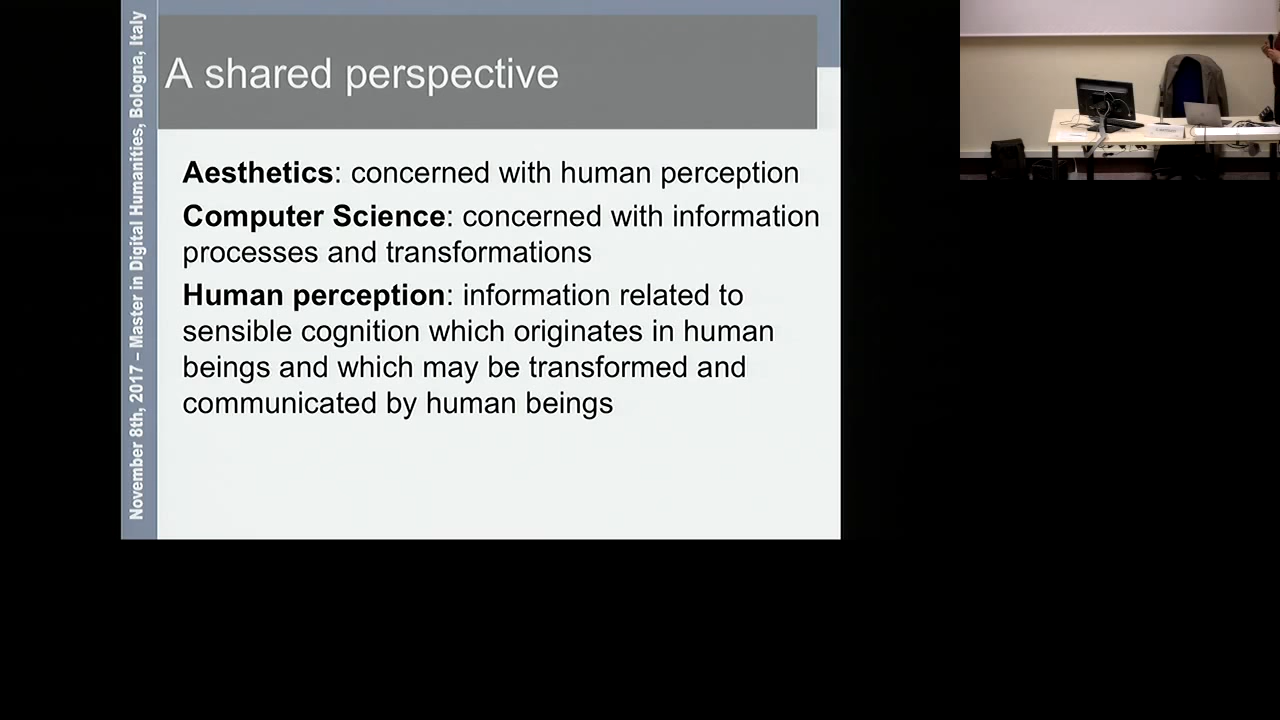 November 8th, 2017 – Master in Digital Humanities, Bologna, Italy
A shared perspective
Aesthetics: concerned with human perception
Computer Science: concerned with information
processes and transformations
Human perception: information related to
sensible cognition which originates in human
beings and which may be transformed and
communicated by human beings